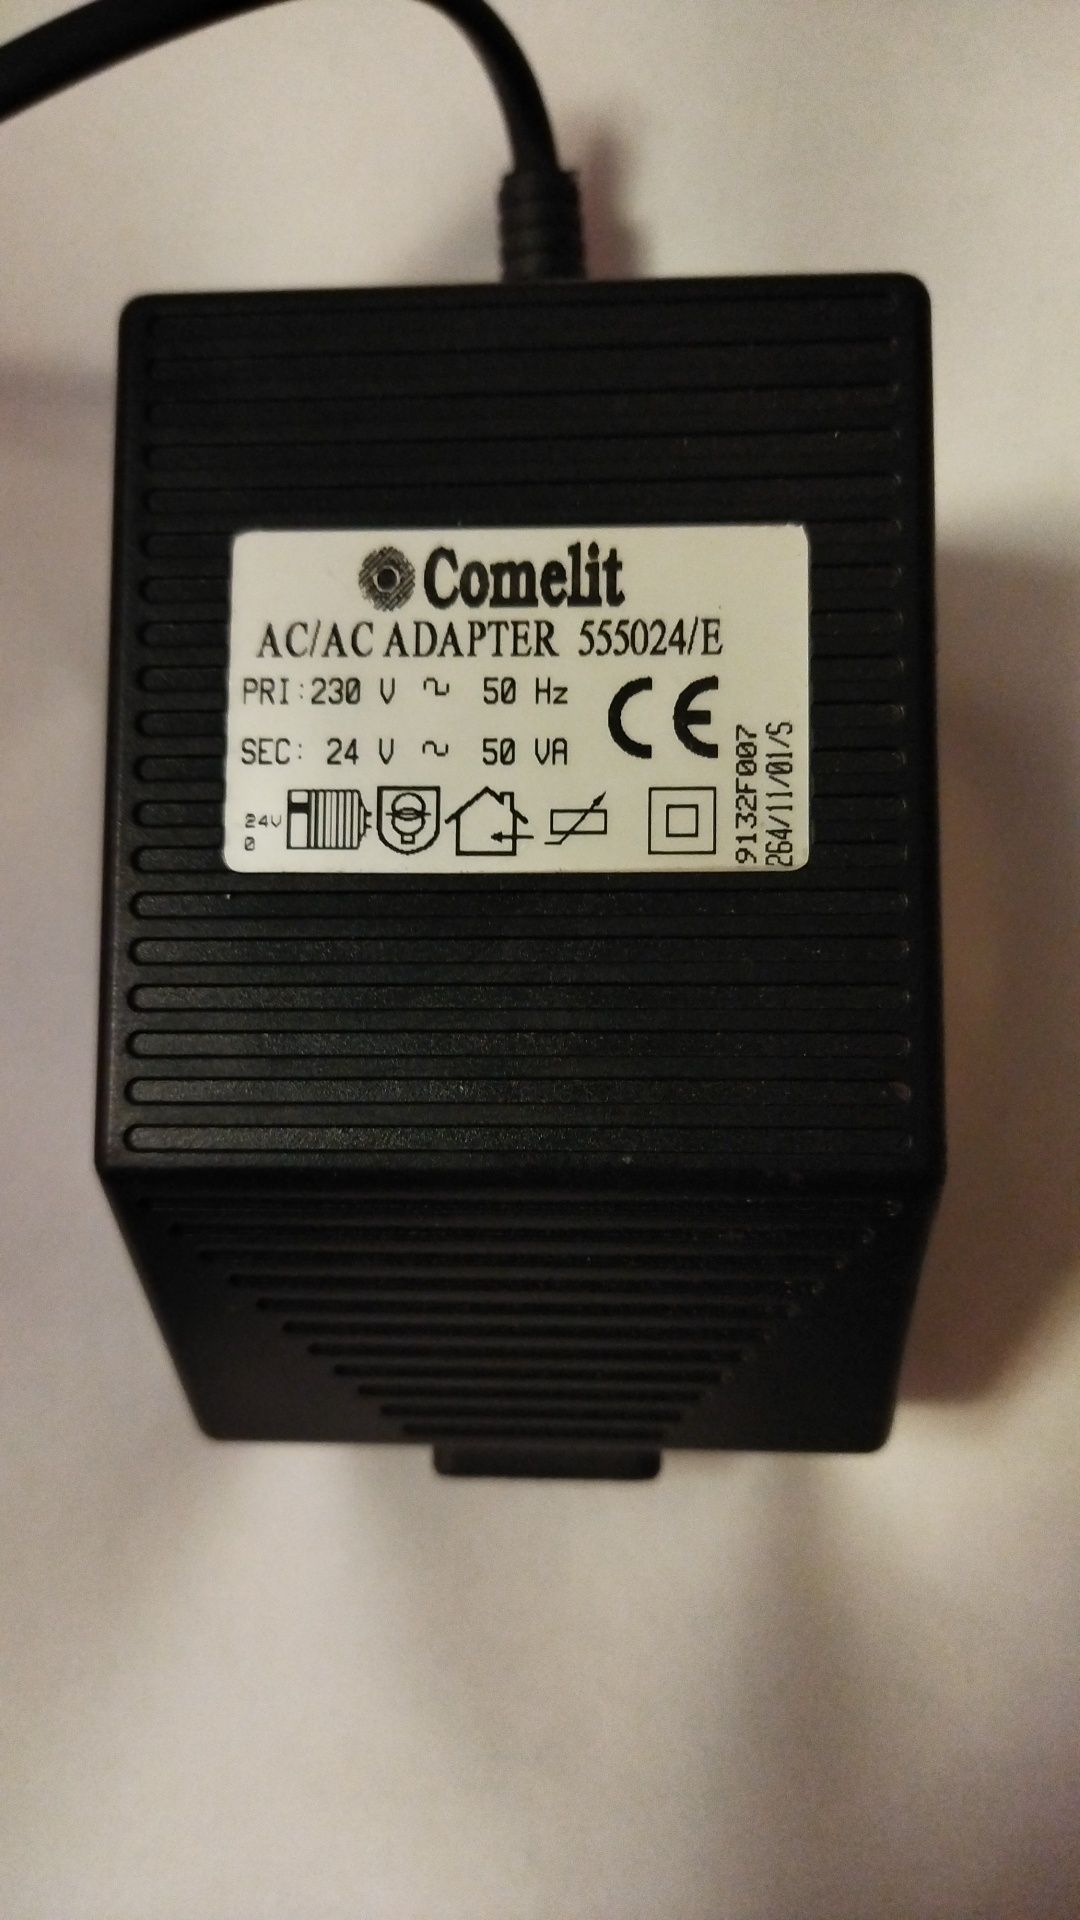 Comelit
AC/AC ADAPTER 555024/E
PRI: 230 V ~ 50 Hz
SEC: 24 V ~ 50 VA
CE
24V
0
9132F007
264/11/01/S